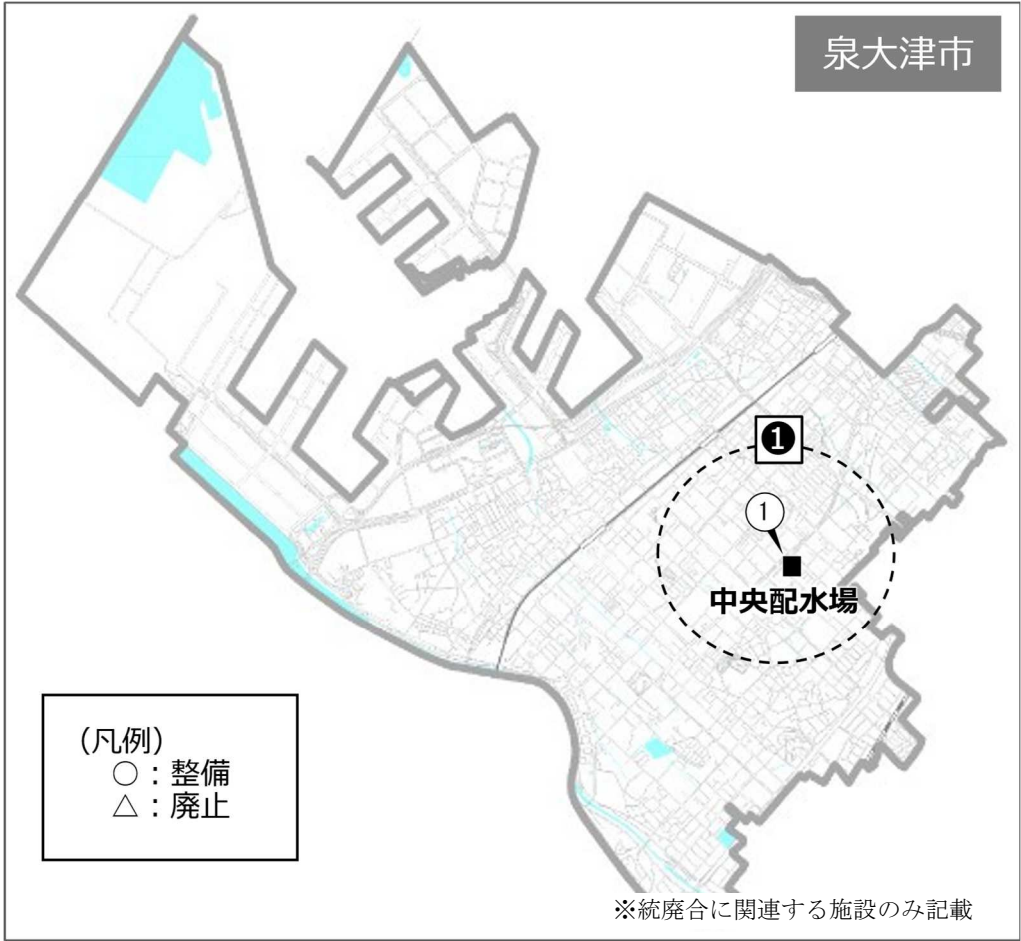 泉大津市
❶
①
中央配水場
(凡例)
○：整備
△：廃止
※統廃合に関連する施設のみ記載